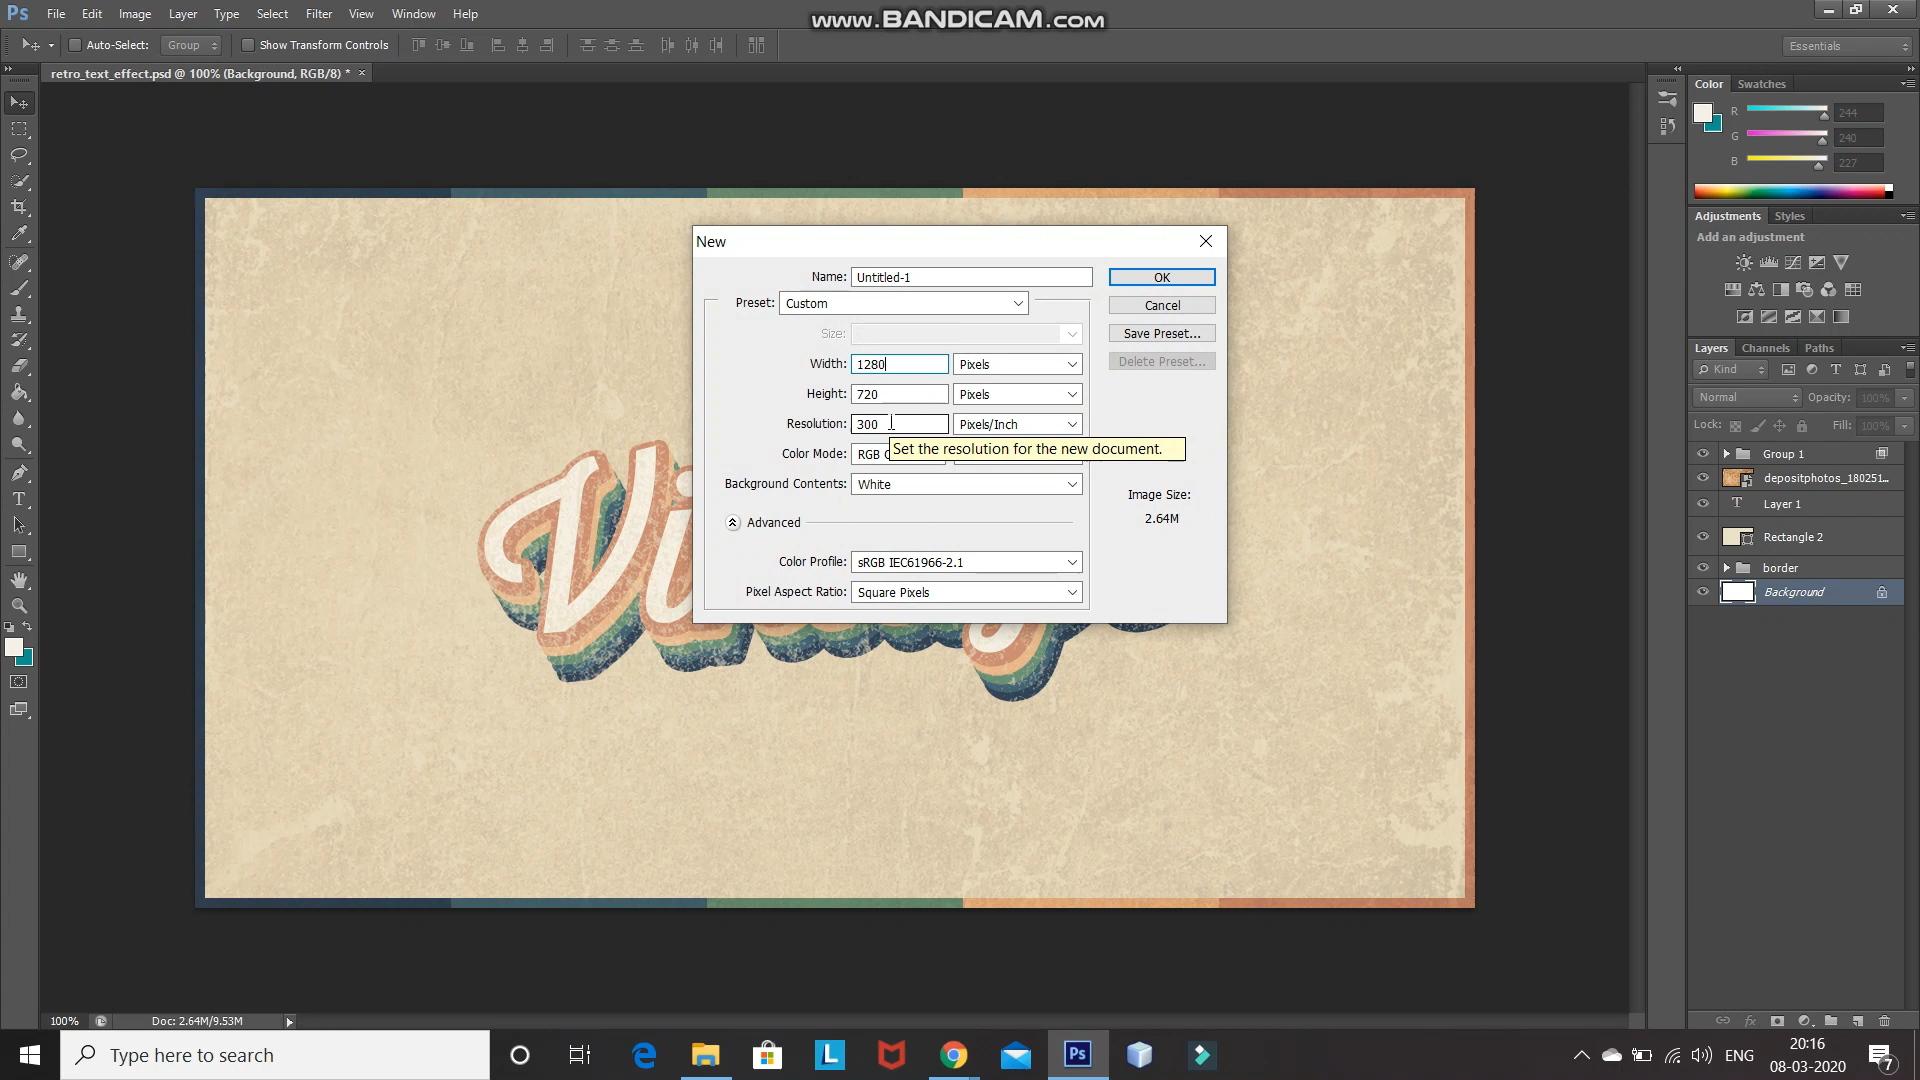 Ps File Edit Image Layer Type Select Filter View Window Help
www.BANDICAM.com
Auto-Select: Group Show Transform Controls
Essentials
retro_text_effect.psd @ 100% (Background, RGB/8) * ×
Color Swatches
R 244
G 240
B 227
Adjustments Styles
Add an adjustment
Layers Channels Paths
Kind
Normal Opacity: 100%
Lock: Fill: 100%
Group 1
depositphotos_180251...
T Layer 1
Rectangle 2
border
Background
New
Name: Untitled-1 OK
Preset: Custom Cancel
Size: Save Preset...
Width: 1280 Pixels Delete Preset...
Height: 720 Pixels
Resolution: 300 Pixels/Inch
Set the resolution for the new document.
Color Mode: RGB
Background Contents: White
Image Size:
2.64M
Advanced
Color Profile: sRGB IEC61966-2.1
Pixel Aspect Ratio: Square Pixels
100% Doc: 2.64M/9.53M
Type here to search
L
Ps
ENG
20:16
08-03-2020
7